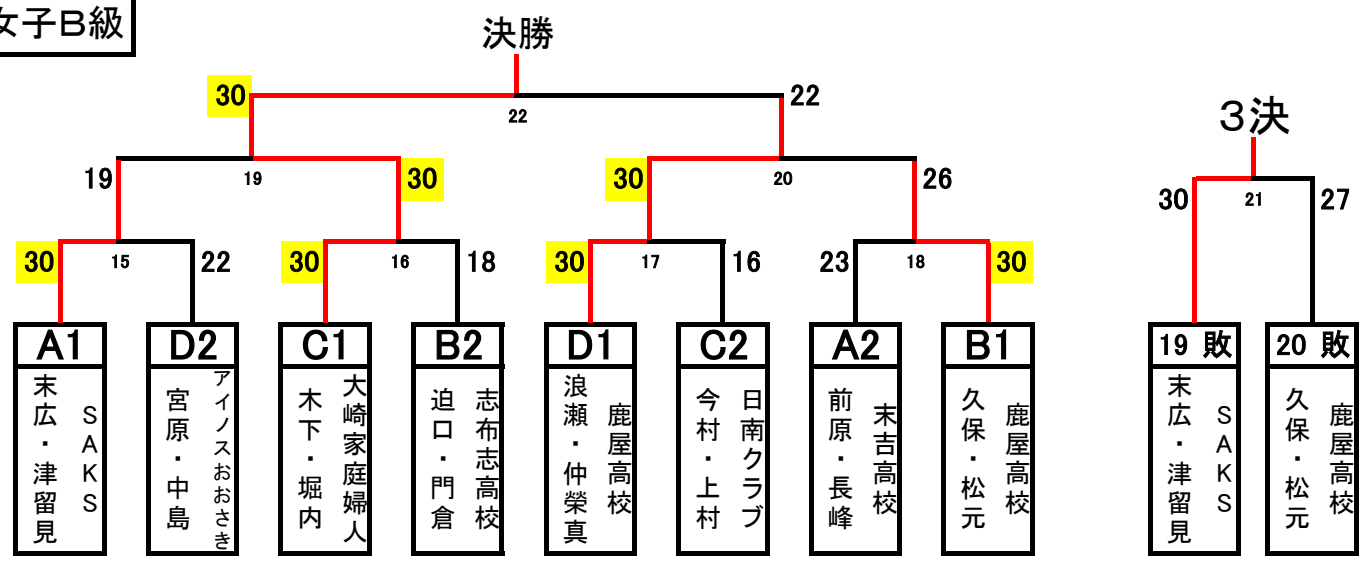 女子B級
決勝
30
22
22
3決
19
19
30
30
20
26
30
21
27
30
15
22
30
16
18
30
17
16
23
18
30
A1
D2
C1
B2
D1
C2
A2
B1
19 敗
20 敗
末広・津留見
SAKS
宮原・中島
アイノスおおさき
木下・堀内
大崎家庭婦人
迫口・門倉
志布志高校
浪瀬・仲榮真
鹿屋高校
今村・上村
日南クラブ
前原・長峰
末吉高校
久保・松元
鹿屋高校
末広・津留見
SAKS
久保・松元
鹿屋高校